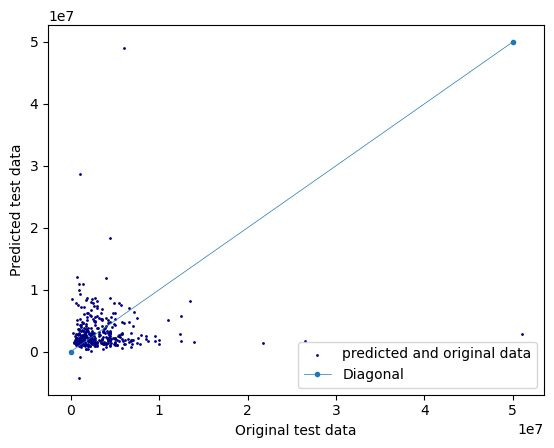 1e7
5
4
3
2
1
0
Predicted test data
predicted and original data
Diagonal
0 1 2 3 4 5
1e7
Original test data